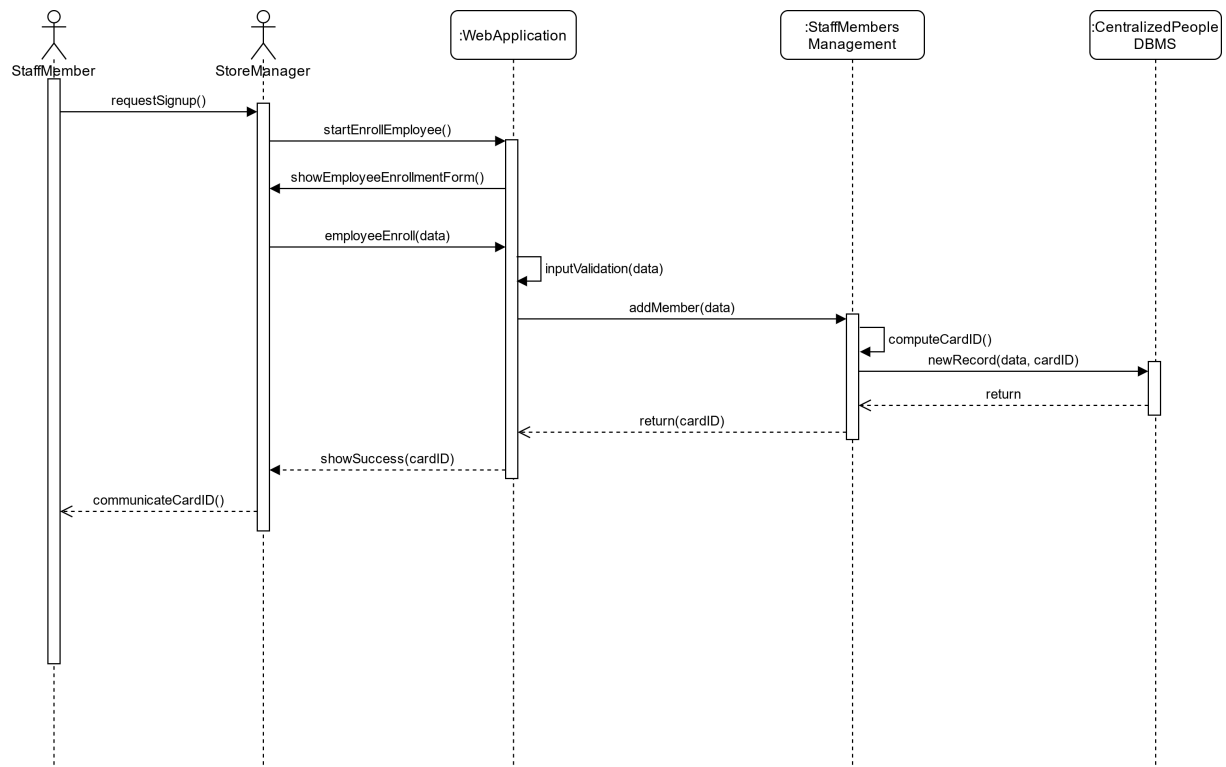 StaffMember
StoreManager
:WebApplication
:StaffMembers
Management
:CentralizedPeople
DBMS
requestSignup()
startEnrollEmployee()
showEmployeeEnrollmentForm()
employeeEnroll(data)
inputValidation(data)
addMember(data)
computeCardID()
newRecord(data, cardID)
return
return(cardID)
showSuccess(cardID)
communicateCardID()